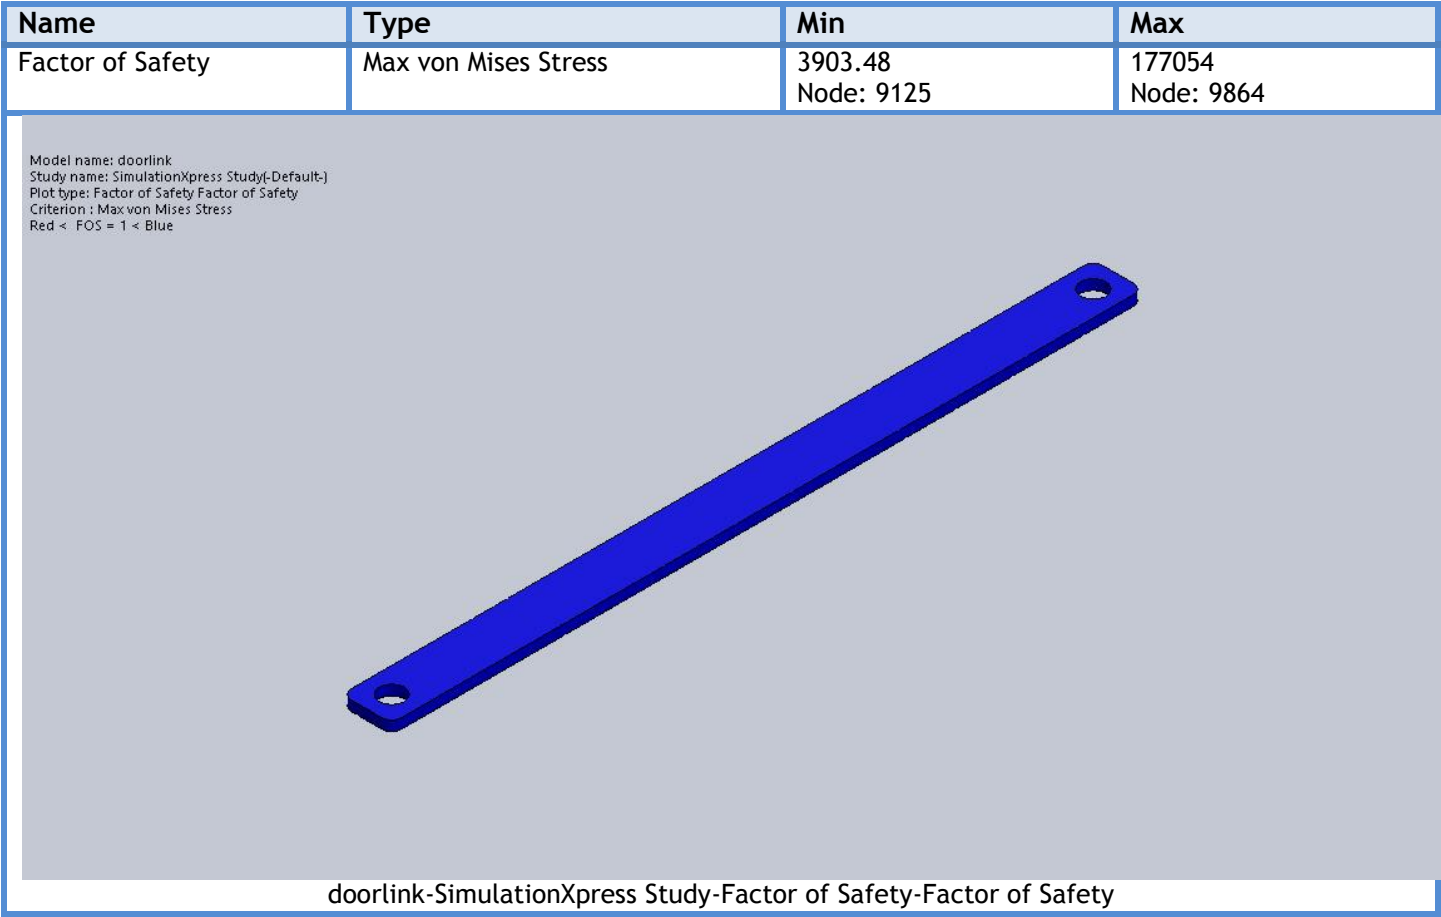 Name Type Min Max
Factor of Safety Max von Mises Stress 3903.48 177054
Node: 9125 Node: 9864
Model name: doorlink
Study name: SimulationXpress Study(-Default-)
Plot type: Factor of Safety Factor of Safety
Criterion : Max von Mises Stress
Red < FOS = 1 < Blue
doorlink-SimulationXpress Study-Factor of Safety-Factor of Safety